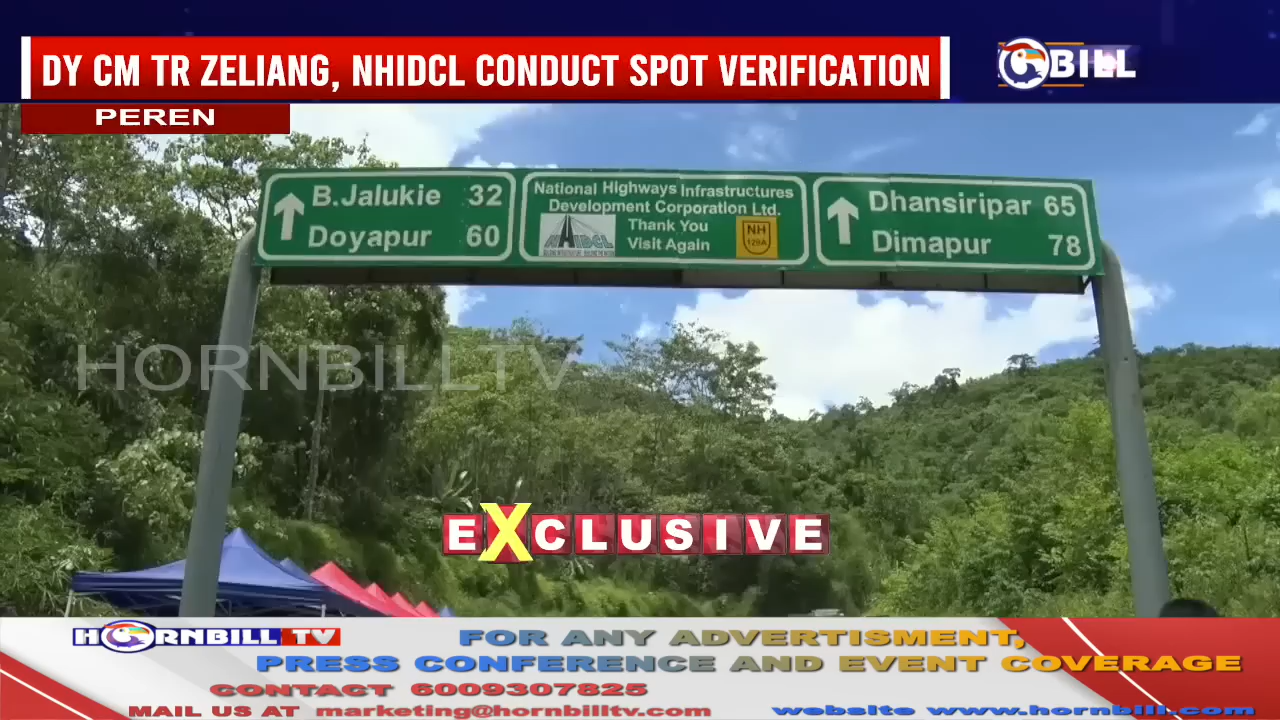 DY CM TR ZELIANG, NHIDCL CONDUCT SPOT VERIFICATION
BILL
PEREN
B.Jalukie 32
Doyapur 60
National Highways Infrastructures
Development Corporation Ltd.
Thank You
Visit Again
NHIDCL
NH
129A
Dhansiripar 65
Dimapur 78
HORNBILLTV
EXCLUSIVE
HORNBILL TV
FOR ANY ADVERTISMENT,
PRESS CONFERENCE AND EVENT COVERAGE
CONTACT 6009307825
MAIL US AT marketing@hornbilltv.com
website www.hornbill.com